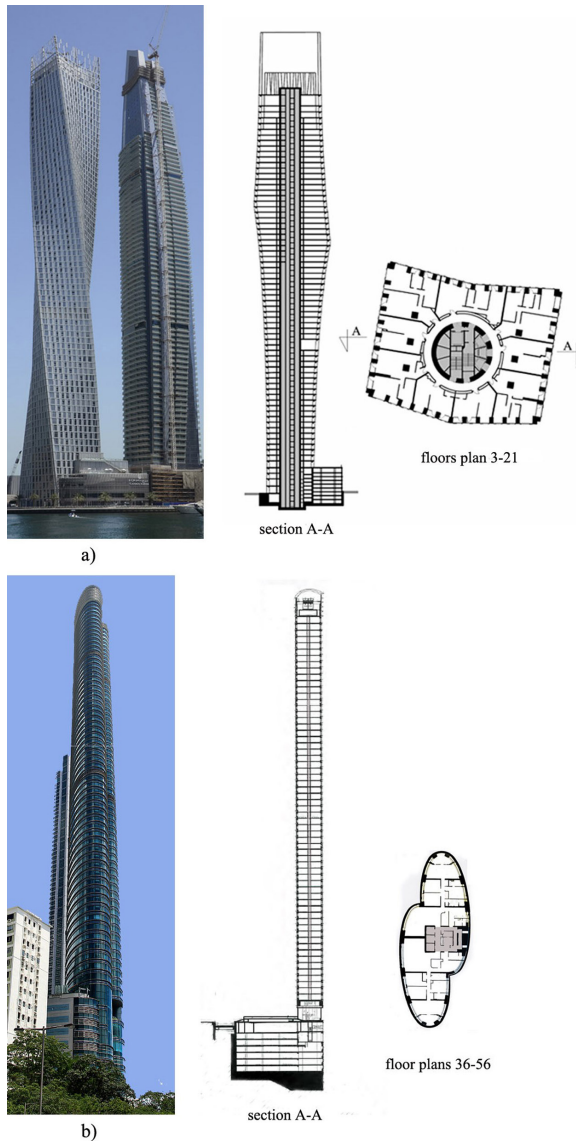 A
A
floors plan 3-21
section A-A
a)
floor plans 36-56
section A-A
b)